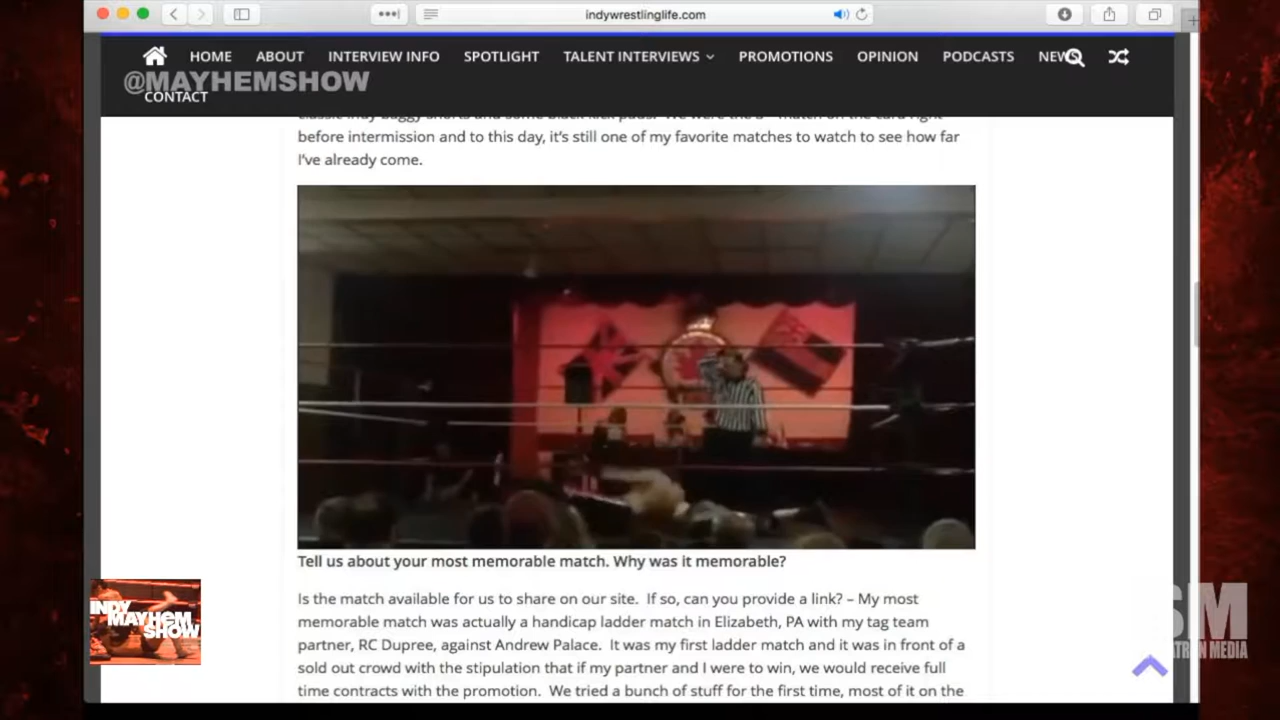 indywrestlinglife.com
HOME ABOUT INTERVIEW INFO SPOTLIGHT TALENT INTERVIEWS PROMOTIONS OPINION PODCASTS
@MAYHEMSHOW
CONTACT
classic indy baggy shorts and some black kick pads. We were the match on the card right
before intermission and to this day, it's still one of my favorite matches to watch to see how far
I've already come.
Tell us about your most memorable match. Why was it memorable?
Is the match available for us to share on our site. If so, can you provide a link? – My most
memorable match was actually a handicap ladder match in Elizabeth, PA with my tag team
partner, RC Dupree, against Andrew Palace. It was my first ladder match and it was in front of a
sold out crowd with the stipulation that if my partner and I were to win, we would receive full
time contracts with the promotion. We tried a bunch of stuff for the first time, most of it on the
INDY
MAYHEM
SHOW
SM
MEDIA